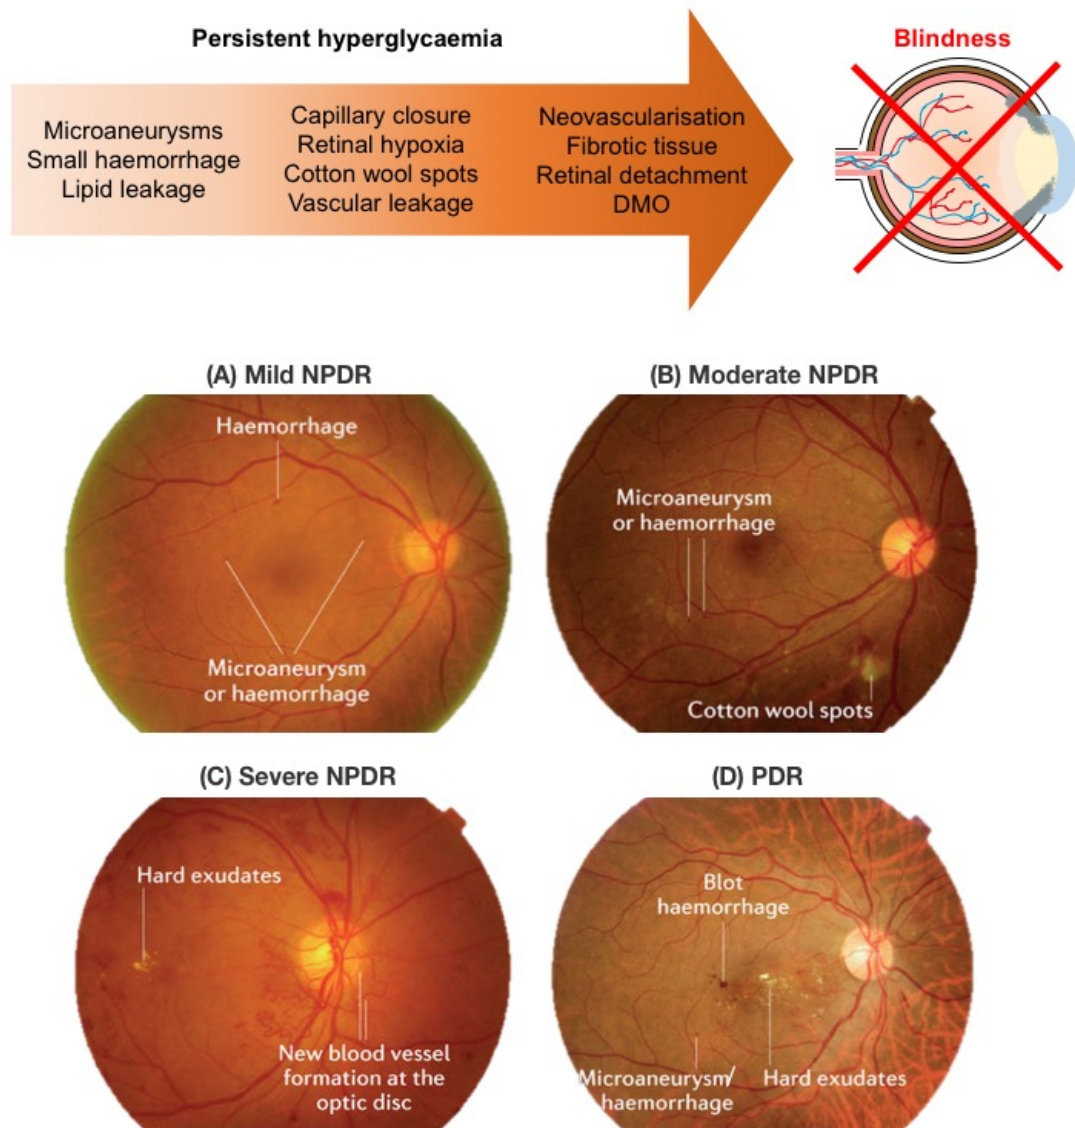 Persistent hyperglycaemia
Blindness
Microaneurysms
Small haemorrhage
Lipid leakage
Capillary closure
Retinal hypoxia
Cotton wool spots
Vascular leakage
Neovascularisation
Fibrotic tissue
Retinal detachment
DMO
(A) Mild NPDR
Haemorrhage
Microaneurysm
or haemorrhage
(B) Moderate NPDR
Microaneurysm
or haemorrhage
Cotton wool spots
(C) Severe NPDR
Hard exudates
New blood vessel
formation at the
optic disc
(D) PDR
Blot
haemorrhage
Microaneurysm/
haemorrhage
Hard exudates